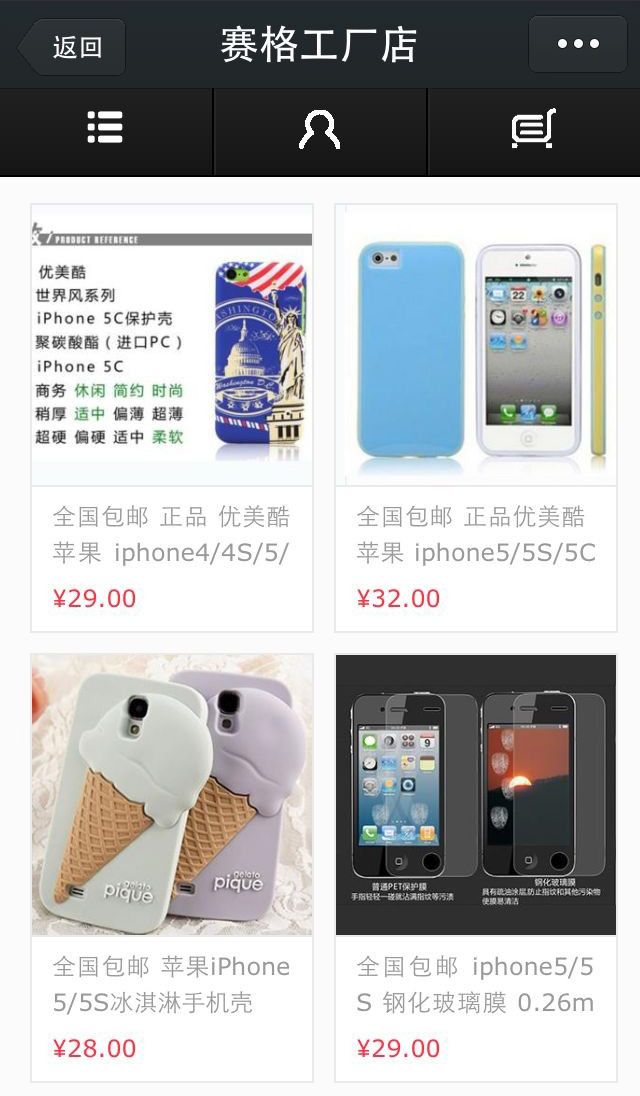 返回
赛格工厂店
PRODUCT REFERENCE
优美酷
世界风系列
iPhone 5C保护壳
聚碳酸酯（进口PC）
iPhone 5C
商务 休闲 简约 时尚
稍厚 适中 偏薄 超薄
超硬 偏硬 适中 柔软
WASHINGTON
Washington D.C
22
全国包邮 正品 优美酷
苹果 iphone4/4S/5/
¥29.00
全国包邮 正品优美酷
苹果 iphone5/5S/5C
¥32.00
gelato
pique
gelato
pique
9
普通PET保护膜
手指轻轻一碰就沾满指纹等污渍
钢化玻璃膜
具有疏油涂层,防止指纹和其他污染物
使膜易清洁
全国包邮 苹果iPhone
5/5S冰淇淋手机壳
¥28.00
全国包邮 iphone5/5
S 钢化玻璃膜 0.26m
¥29.00